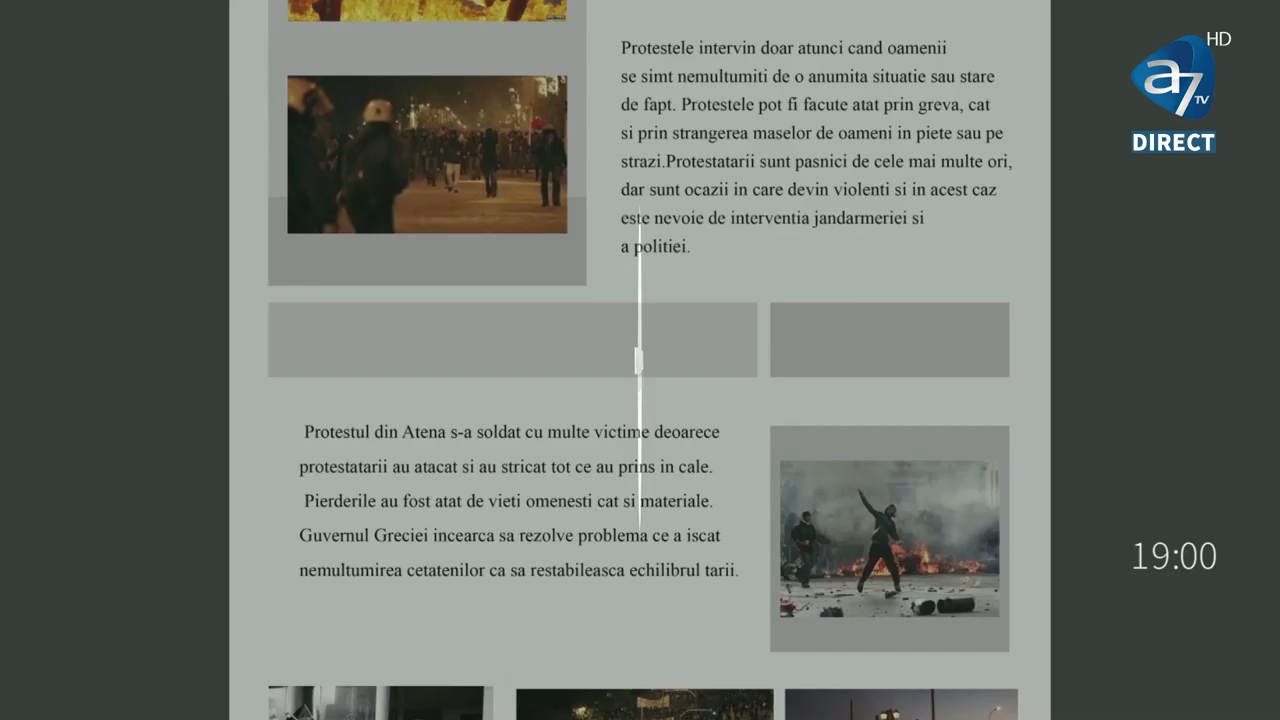 HD
a7 TV
DIRECT
Protestele intervin doar atunci cand oamenii
se simt nemultumiti de o anumita situatie sau stare
de fapt. Protestele pot fi facute atat prin greva, cat
si prin strangerea maselor de oameni in piete sau pe
strazi.Protestatarii sunt pasnici de cele mai multe ori,
dar sunt ocazii in care devin violenti si in acest caz
este nevoie de interventia jandarmeriei si
a politiei.
Protestul din Atena s-a soldat cu multe victime deoarece
protestatarii au atacat si au stricat tot ce au prins in cale.
Pierderile au fost atat de vieti omenesti cat si materiale.
Guvernul Greciei incearca sa rezolve problema ce a iscat
nemultumirea cetatenilor ca sa restabileasca echilibrul tarii.
19:00